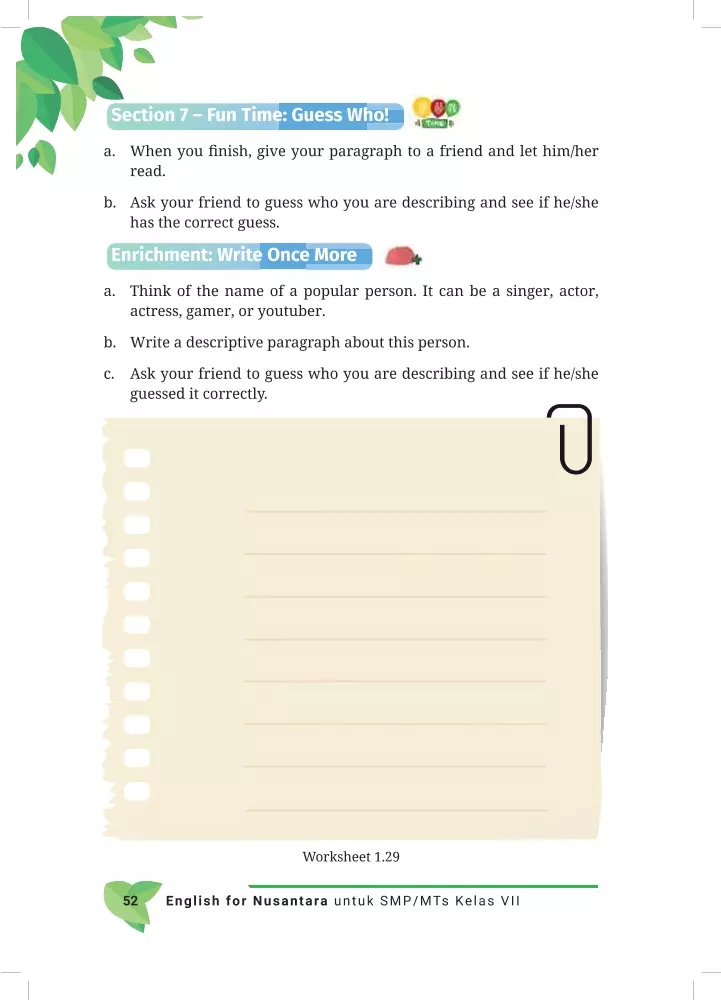 Section 7 – Fun Time: Guess Who!
a. When you finish, give your paragraph to a friend and let him/her
read.
b. Ask your friend to guess who you are describing and see if he/she
has the correct guess.
Enrichment: Write Once More
a. Think of the name of a popular person. It can be a singer, actor,
actress, gamer, or youtuber.
b. Write a descriptive paragraph about this person.
c. Ask your friend to guess who you are describing and see if he/she
guessed it correctly.
Worksheet 1.29
52 English for Nusantara untuk SMP/MTs Kelas VII